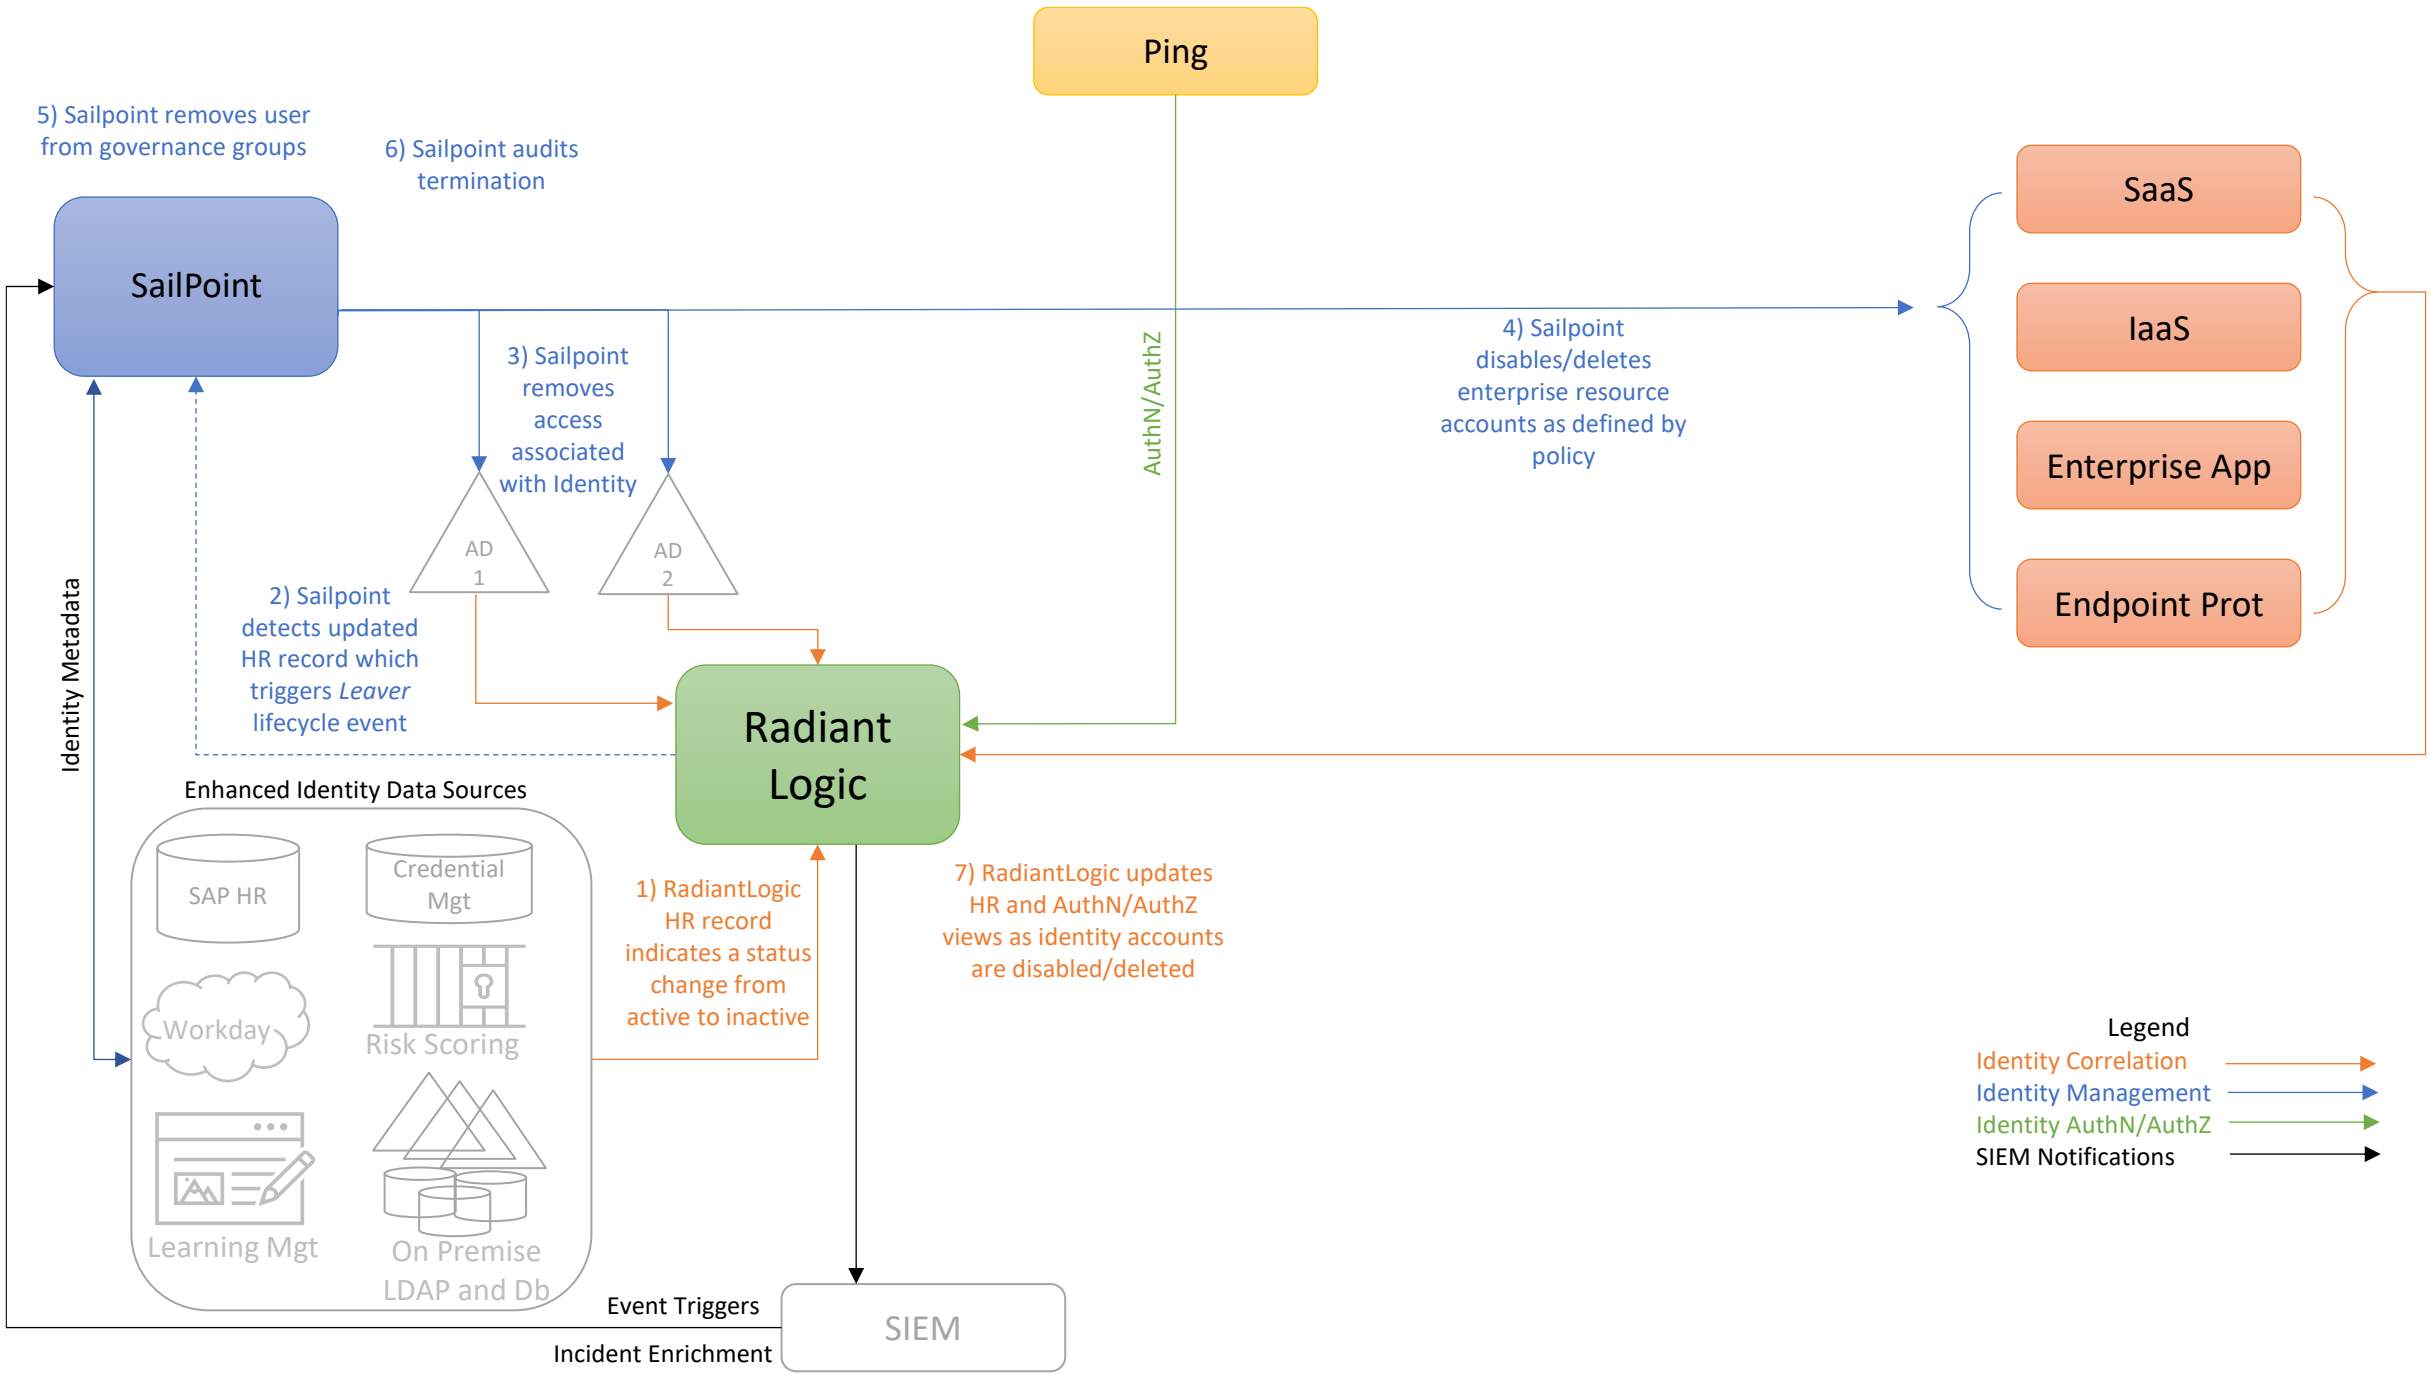 Ping
5) Sailpoint removes user
from governance groups
6) Sailpoint audits
termination
SailPoint
3) Sailpoint
removes
access
associated
with Identity
AuthN/AuthZ
4) Sailpoint
disables/deletes
enterprise resource
accounts as defined by
policy
SaaS
IaaS
Enterprise App
Endpoint Prot
AD
1
AD
2
Identity Metadata
2) Sailpoint
detects updated
HR record which
triggers Leaver
lifecycle event
Radiant
Logic
Enhanced Identity Data Sources
SAP HR
Credential
Mgt
Workday
Risk Scoring
Learning Mgt
On Premise
LDAP and Db
1) RadiantLogic
HR record
indicates a status
change from
active to inactive
7) RadiantLogic updates
HR and AuthN/AuthZ
views as identity accounts
are disabled/deleted
Legend
Identity Correlation
Identity Management
Identity AuthN/AuthZ
SIEM Notifications
Event Triggers
Incident Enrichment
SIEM